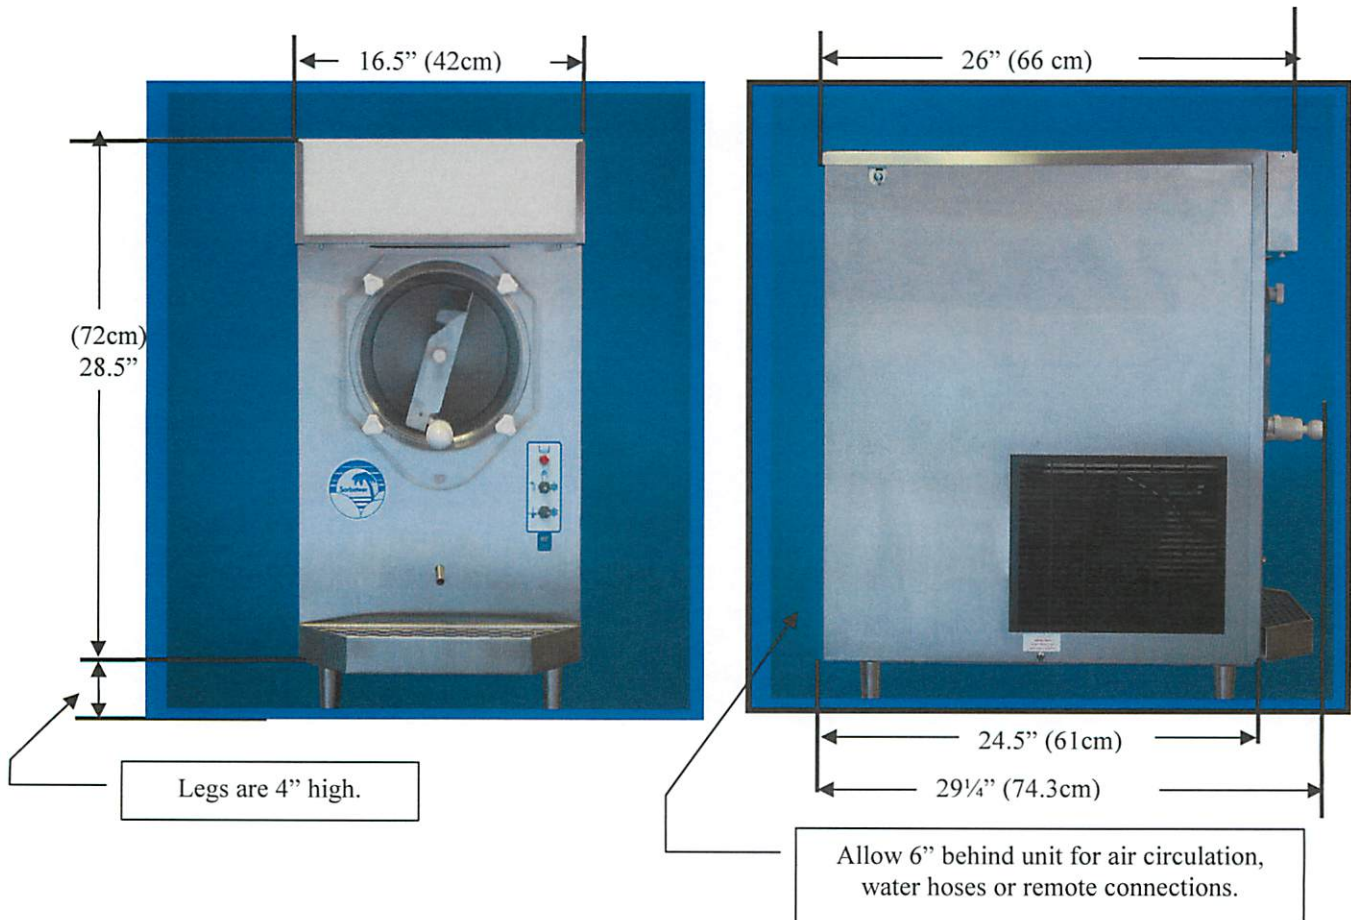 16.5” (42cm)
26” (66 cm)
(72cm)
28.5”
24.5” (61cm)
29¼” (74.3cm)
Legs are 4” high.
Allow 6” behind unit for air circulation,
water hoses or remote connections.